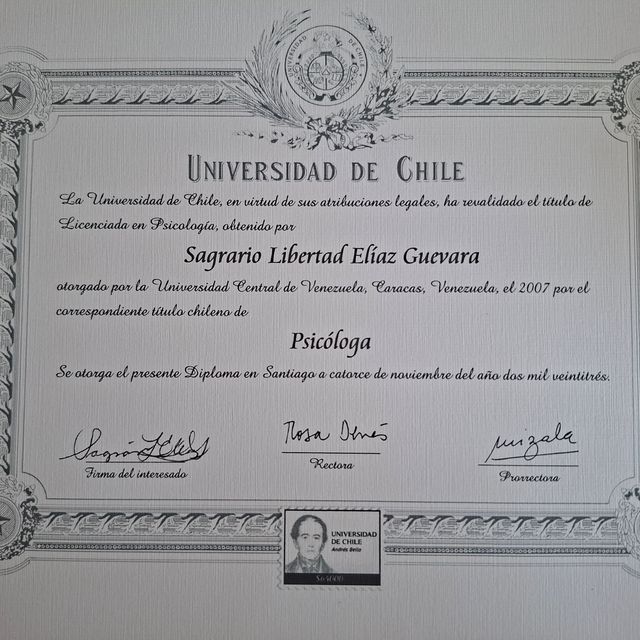 UNIVERSIDAD DE CHILE
UNIVERSIDAD DE CHILE
La Universidad de Chile, en virtud de sus atribuciones legales, ha revalidado el título de
Licenciada en Psicología, obtenido por
Sagrario Libertad Elíaz Guevara
otorgado por la Universidad Central de Venezuela, Caracas, Venezuela, el 2007 por el
correspondiente título chileno de
Psicóloga
Se otorga el presente Diploma en Santiago a catorce de noviembre del año dos mil veintitrés.
Firma del interesado
Rectora
Prorrectora
UNIVERSIDAD
DE CHILE
Andrés Bello